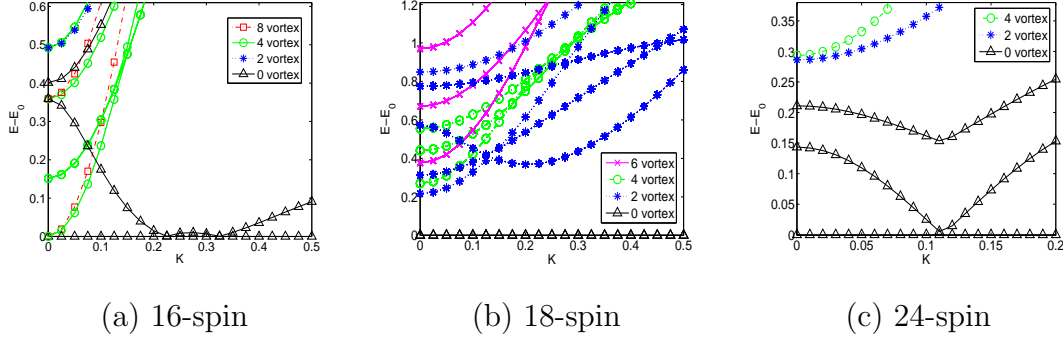 0.6
0.5
0.4
0.3
0.2
0.1
0
E−E0
8 vortex
4 vortex
2 vortex
0 vortex
0 0.1 0.2 0.3 0.4 0.5
K
(a) 16-spin
1.2
1
0.8
0.6
0.4
0.2
0
E−E0
6 vortex
4 vortex
2 vortex
0 vortex
0 0.1 0.2 0.3 0.4 0.5
K
(b) 18-spin
0.35
0.3
0.25
0.2
0.15
0.1
0.05
0
E−E0
4 vortex
2 vortex
0 vortex
0 0.05 0.1 0.15 0.2
K
(c) 24-spin